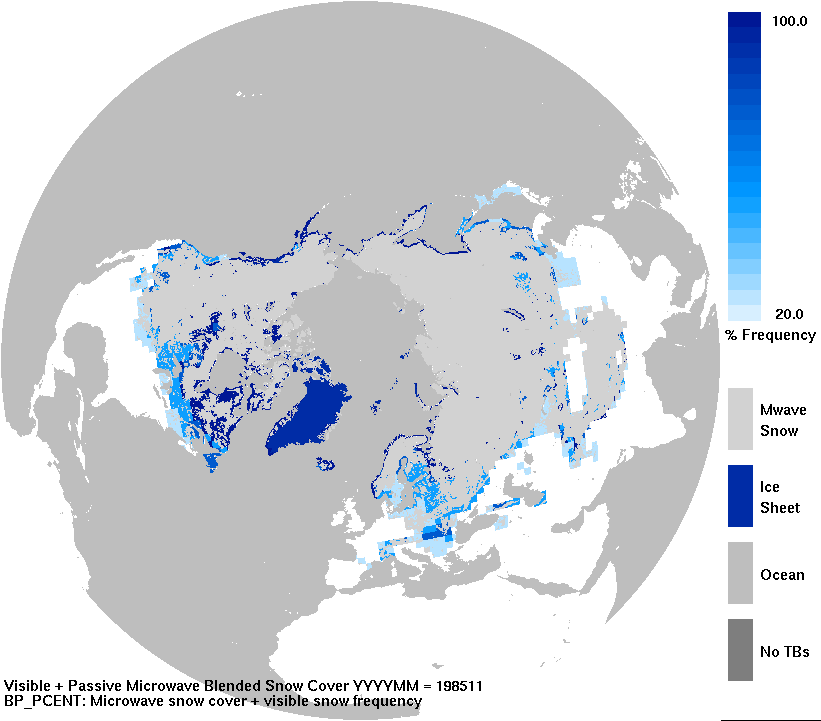 100.0
20.0
% Frequency
Mwave
Snow
Ice
Sheet
Ocean
No TBs
Visible + Passive Microwave Blended Snow Cover YYYYMM = 198511
BP_PCENT: Microwave snow cover + visible snow frequency